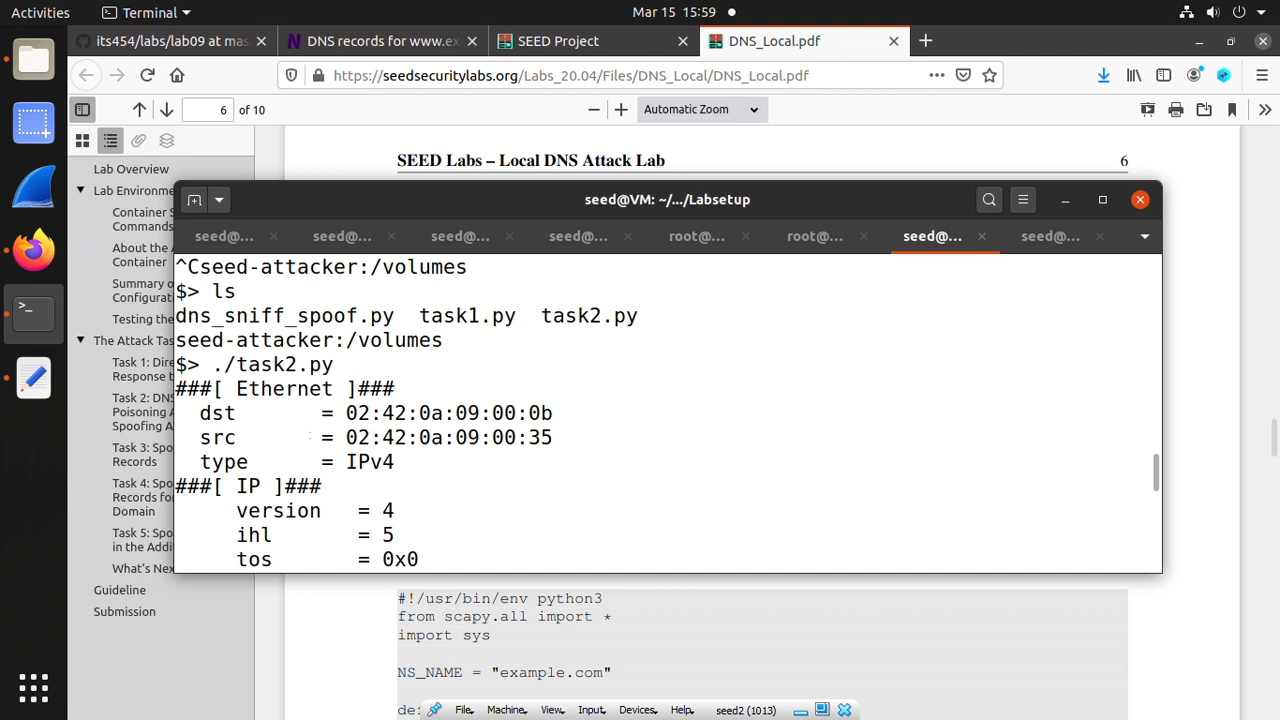 Activities
Terminal
Mar 15 15:59
its454/labs/lab09 at mas
DNS records for www.ex
SEED Project
DNS_Local.pdf
https://seedsecuritylabs.org/Labs_20.04/Files/DNS_Local/DNS_Local.pdf
6 of 10
Automatic Zoom
Lab Overview
Lab Environme
Container S
Commands
About the A
Container
Summary of
Configurat
Testing the
The Attack Tas
Task 1: Dire
Response t
Task 2: DNS
Poisoning A
Spoofing A
Task 3: Spo
Records
Task 4: Spo
Records for
Domain
Task 5: Spo
in the Addi
What's Nex
Guideline
Submission
SEED Labs – Local DNS Attack Lab 6
seed@VM: ~/.../Labsetup
seed@...
seed@...
seed@...
seed@...
root@...
root@...
seed@...
seed@...
^Cseed-attacker:/volumes
$> ls
dns_sniff_spoof.py task1.py task2.py
seed-attacker:/volumes
$> ./task2.py
###[ Ethernet ]###
dst = 02:42:0a:09:00:0b
src = 02:42:0a:09:00:35
type = IPv4
###[ IP ]###
version = 4
ihl = 5
tos = 0x0
#!/usr/bin/env python3
from scapy.all import *
import sys
NS_NAME = "example.com"
def
File Machine View Input Devices Help seed2 (1013)